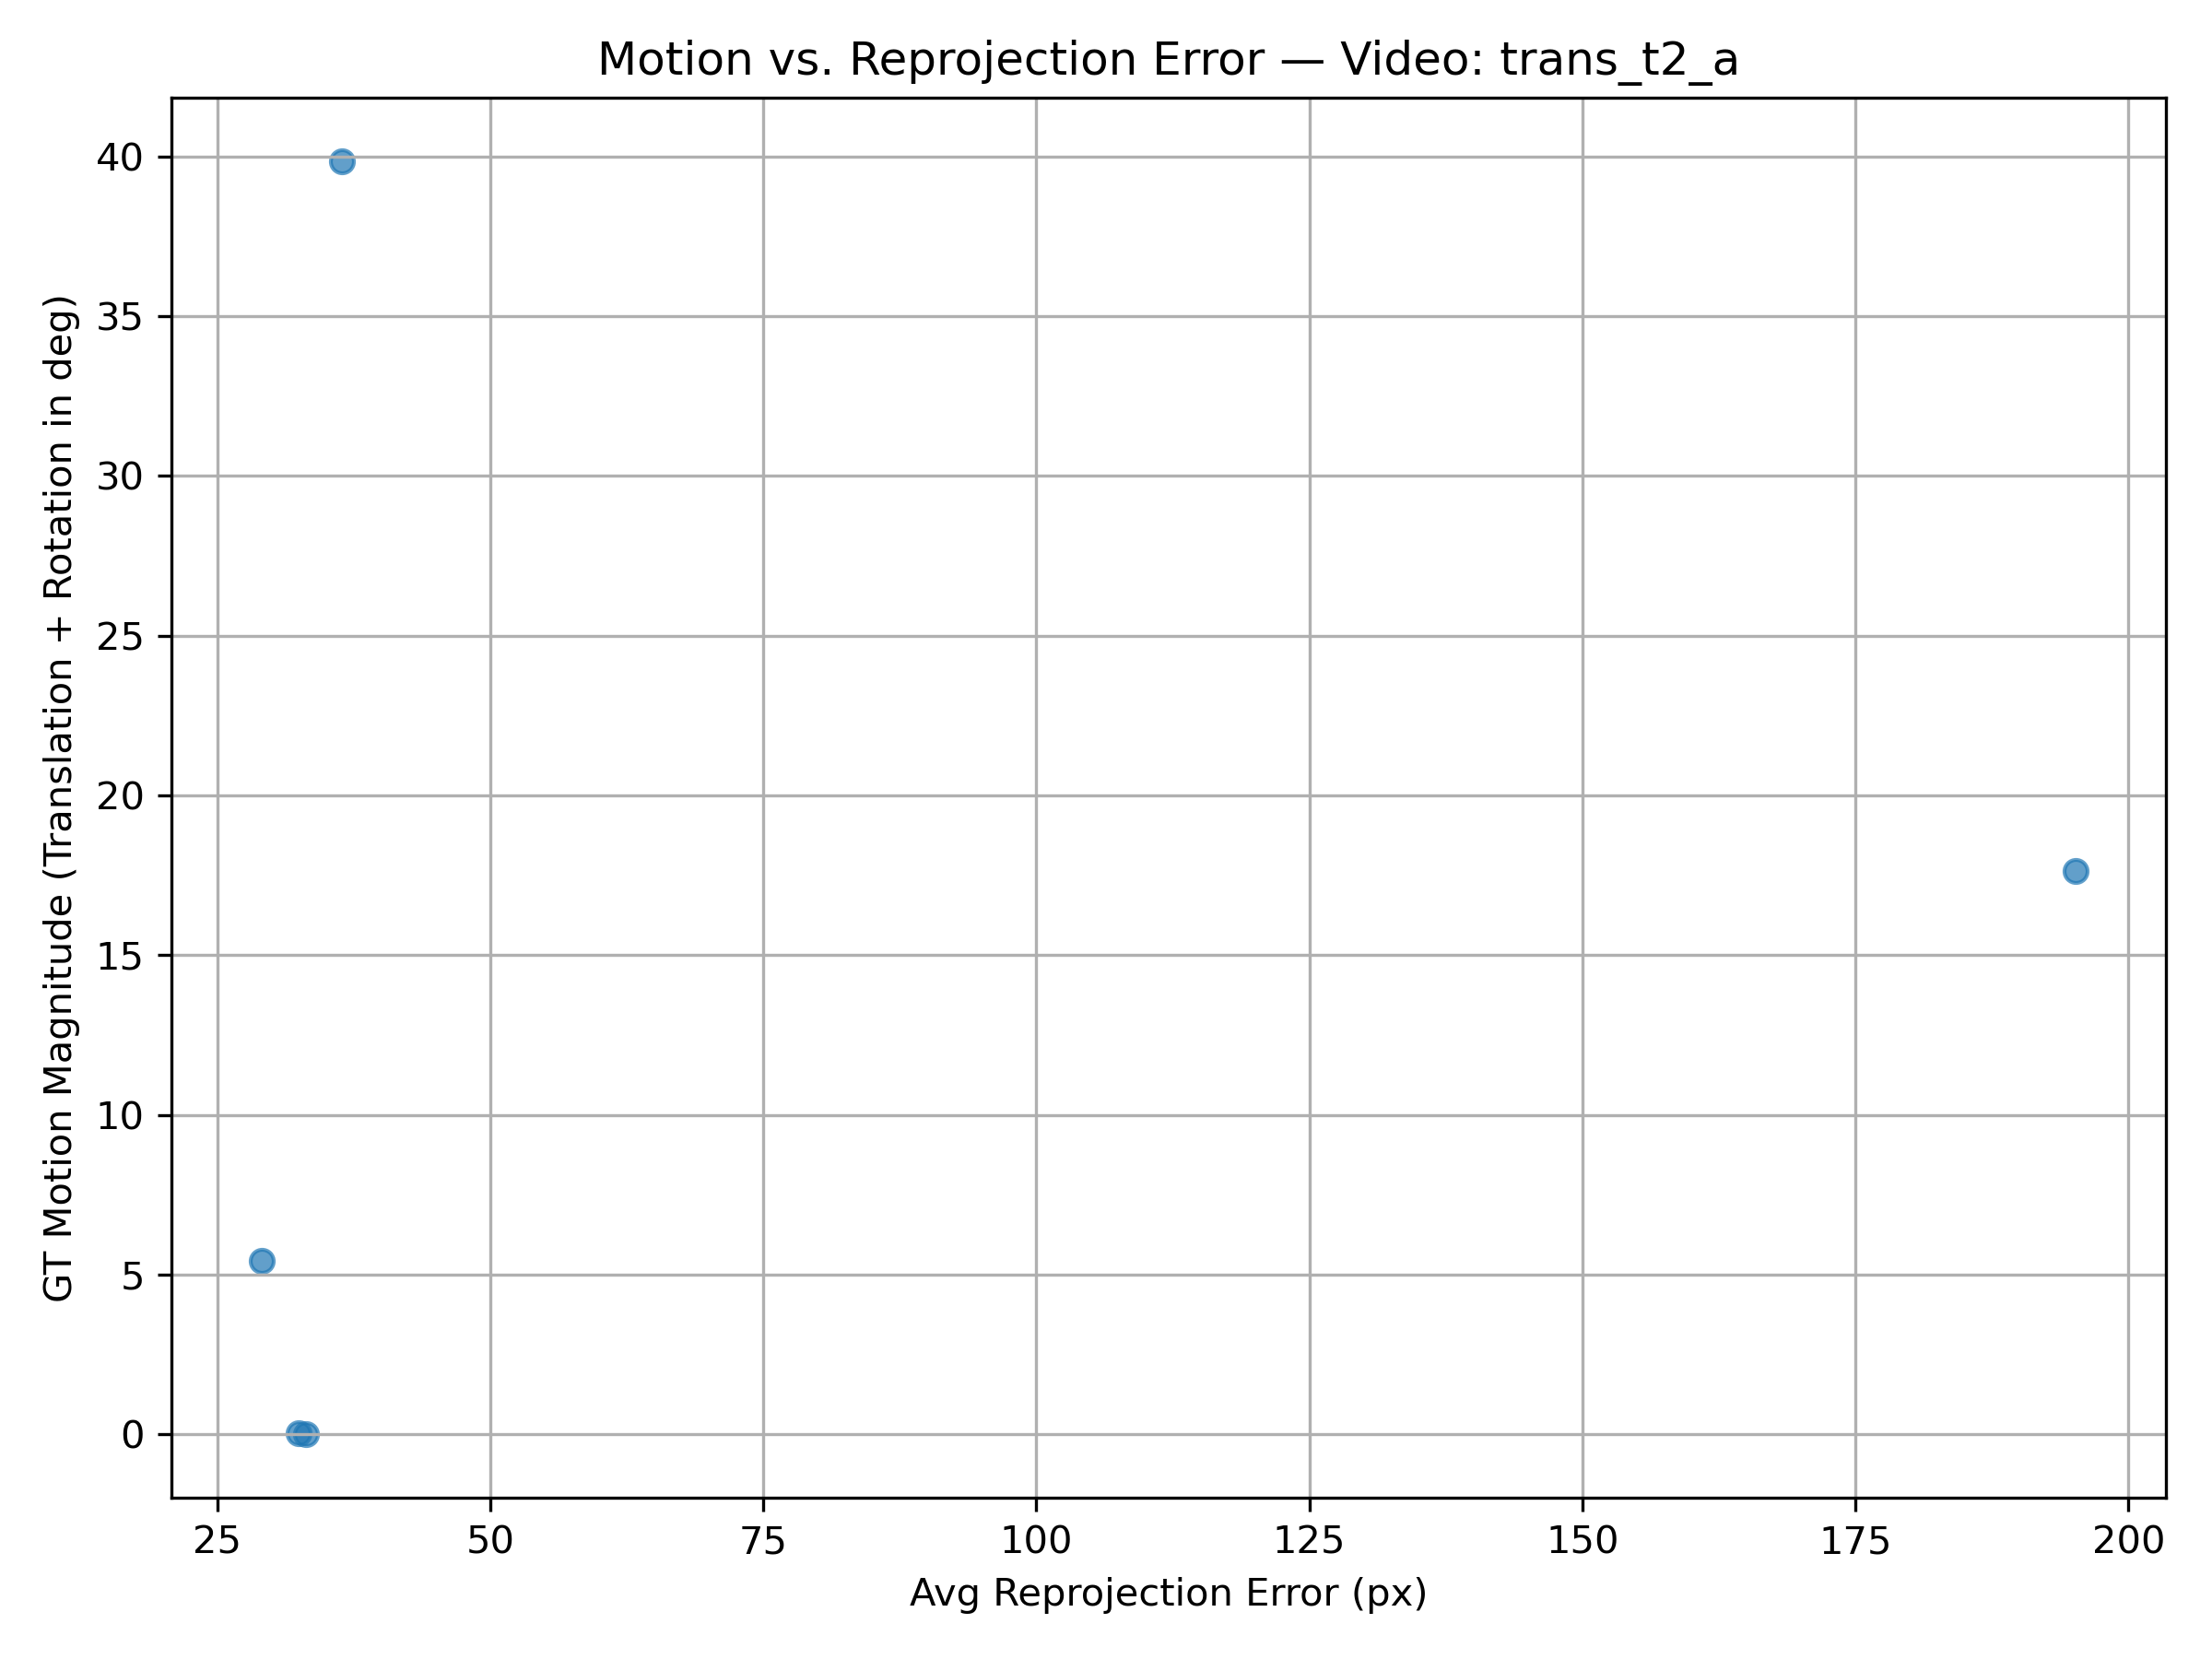 Motion vs. Reprojection Error — Video: trans_t2_a
GT Motion Magnitude (Translation + Rotation in deg)
40
35
30
25
20
15
10
5
0
25 50 75 100 125 150 175 200
Avg Reprojection Error (px)